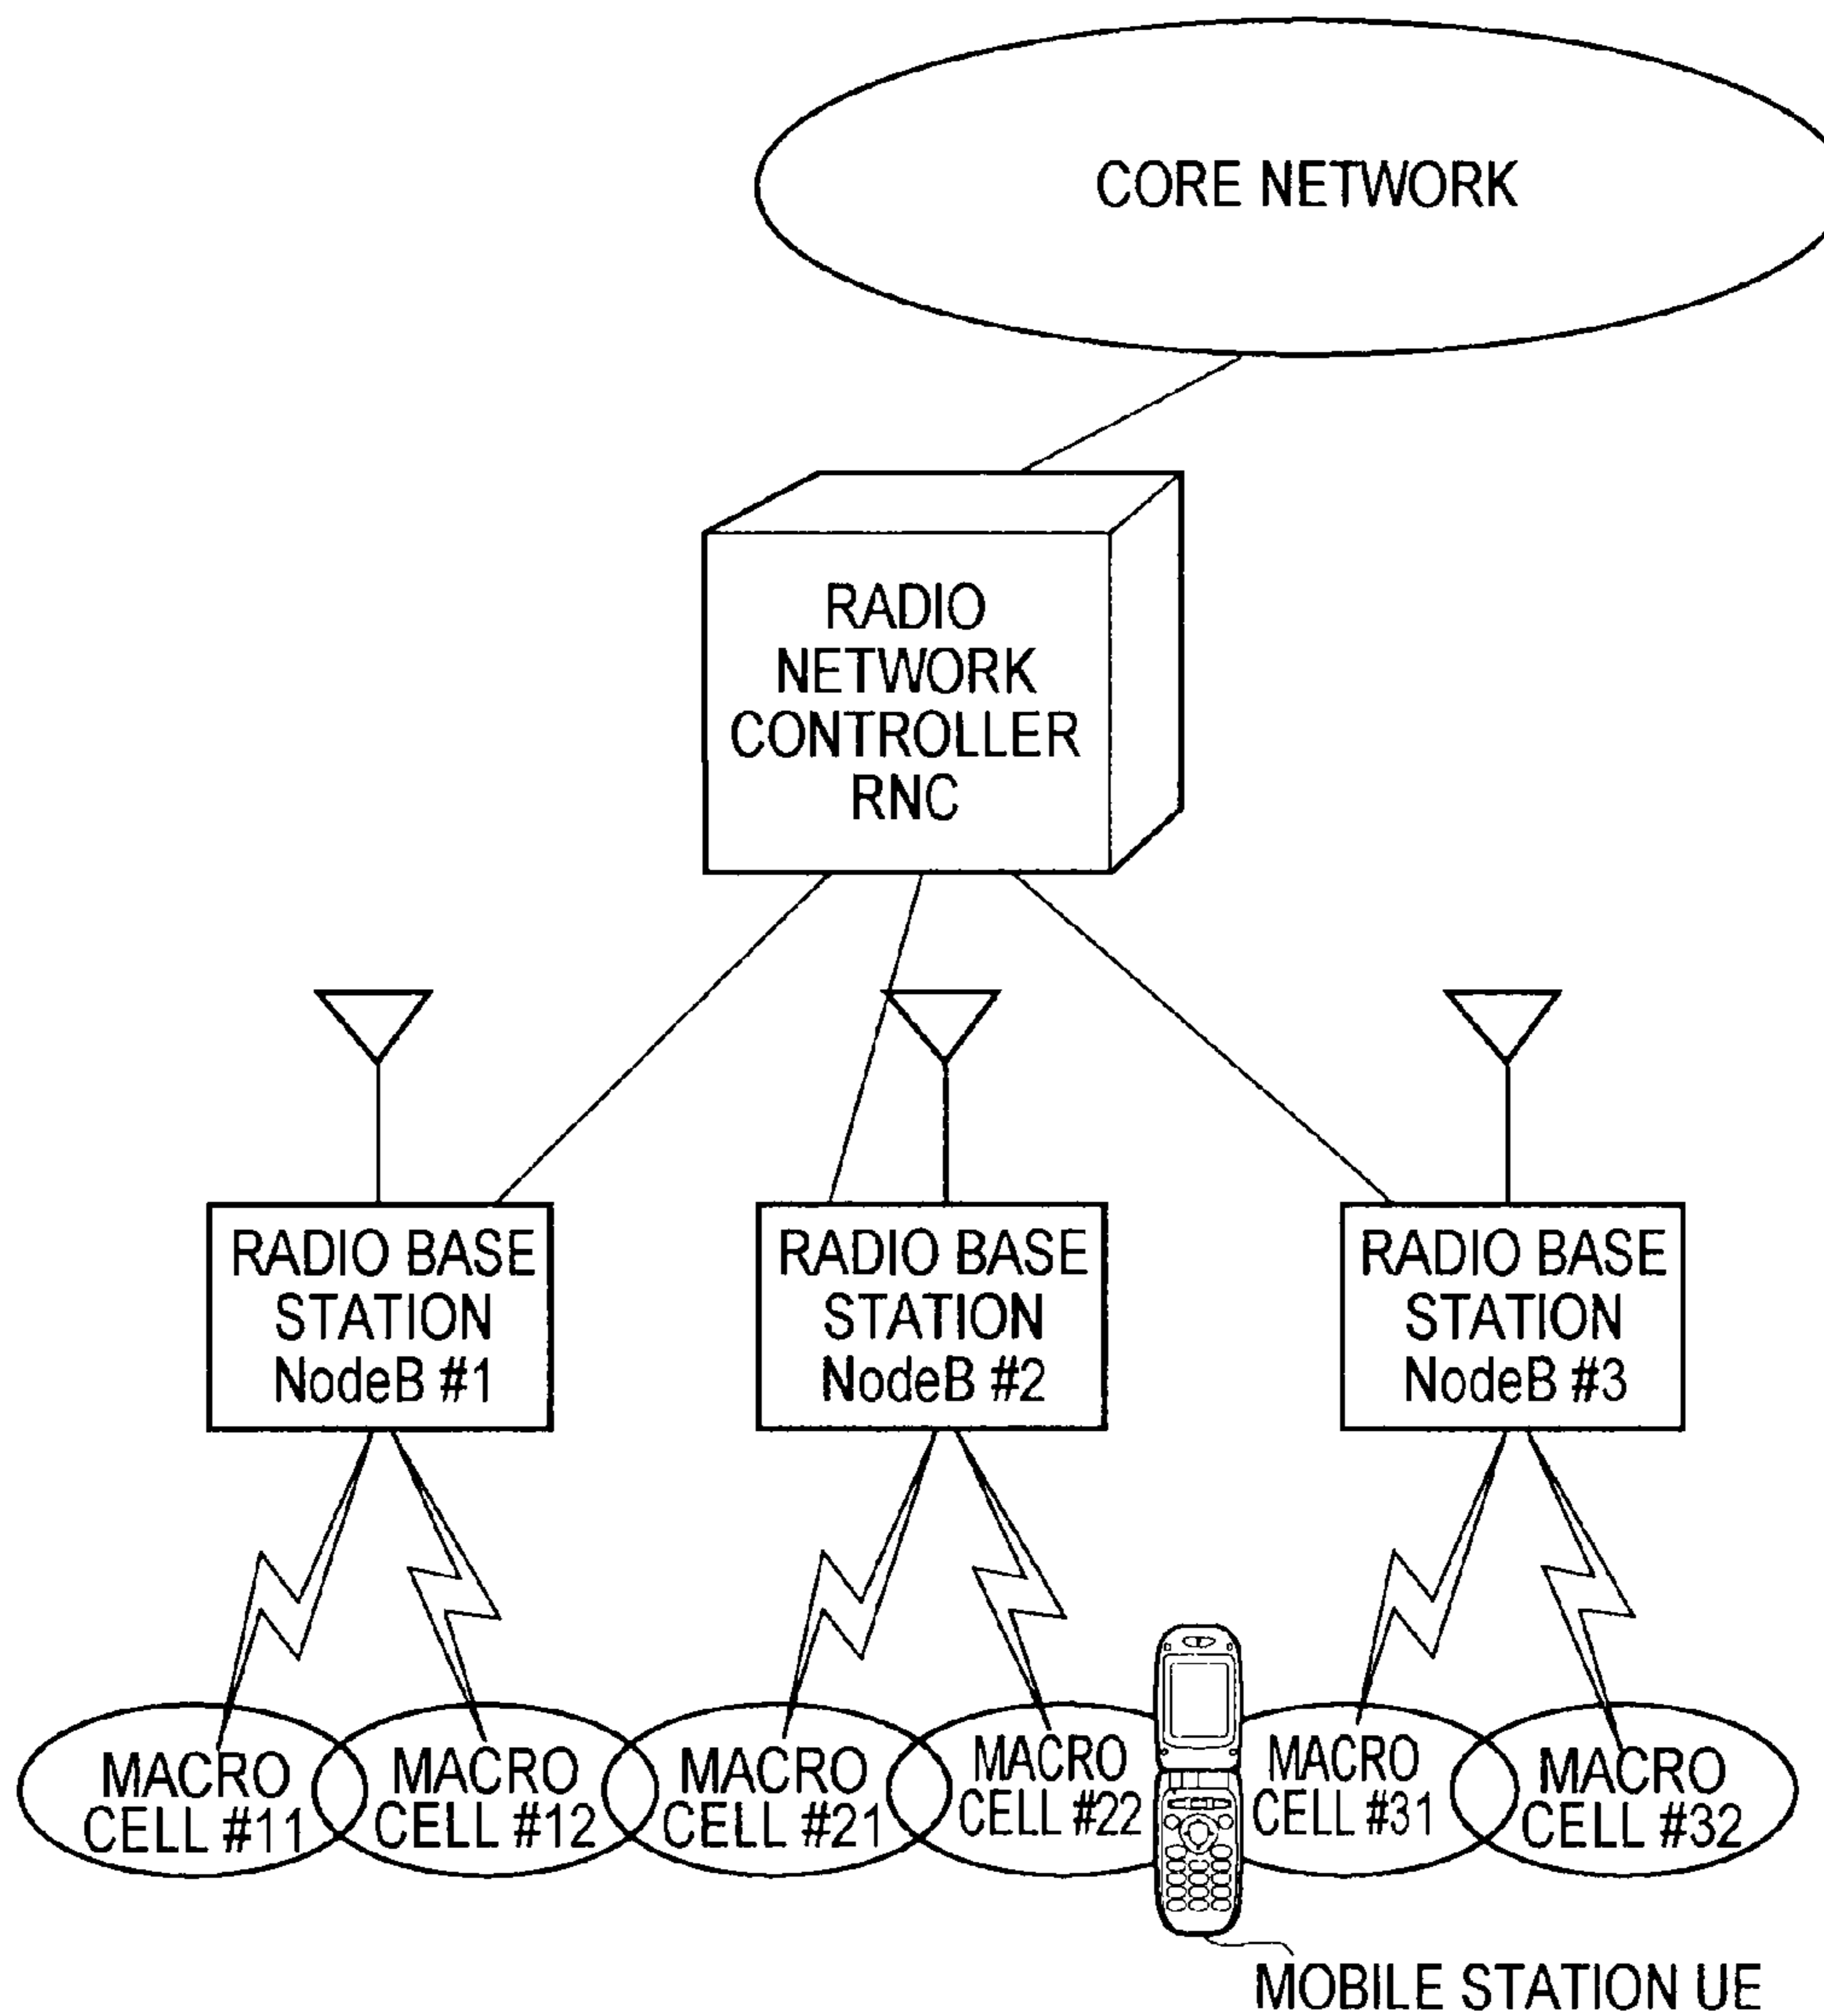 CORE NETWORK
RADIO
NETWORK
CONTROLLER
RNC
RADIO BASE
STATION
NodeB #1
RADIO BASE
STATION
NodeB #2
RADIO BASE
STATION
NodeB #3
MACRO
CELL #11
MACRO
CELL #12
MACRO
CELL #21
MACRO
CELL #22
MACRO
CELL #31
MACRO
CELL #32
MOBILE STATION UE